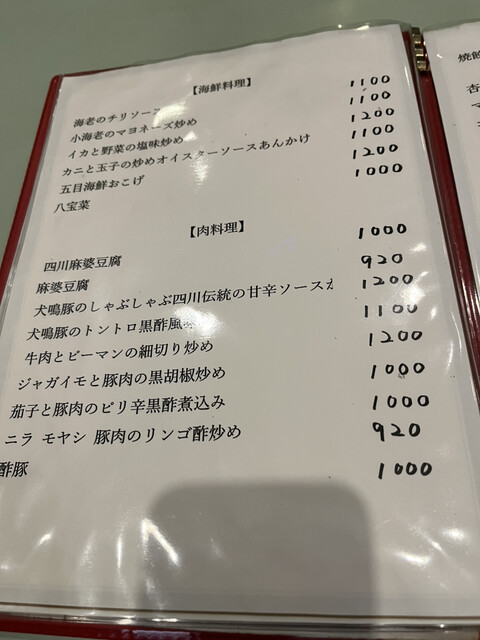 【海鮮料理】
海老のチリソース 1100
小海老のマヨネーズ炒め 1100
イカと野菜の塩味炒め 1200
カニと玉子の炒めオイスターソースあんかけ 1100
五目海鮮おこげ 1200
八宝菜 1000
【肉料理】
四川麻婆豆腐 1000
麻婆豆腐 920
犬鳴豚のしゃぶしゃぶ四川伝統の甘辛ソース 1200
犬鳴豚のトントロ黒酢風 1100
牛肉とピーマンの細切り炒め 1200
ジャガイモと豚肉の黒胡椒炒め 1000
茄子と豚肉のピリ辛黒酢煮込み 1000
ニラ モヤシ 豚肉のリンゴ酢炒め 920
酢豚 1000
杏